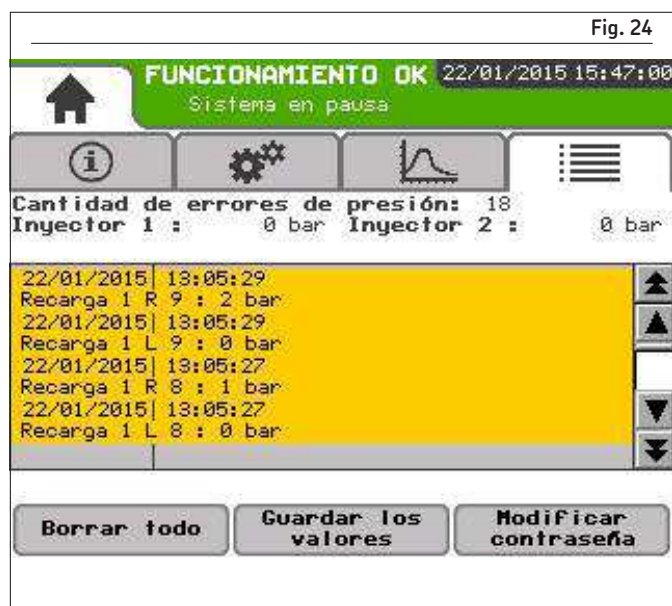 Fig. 24
FUNCIONAMIENTO OK 22/01/2015 15:47:00
Sistema en pausa
Cantidad de errores de presión: 18
Inyector 1 : 0 bar Inyector 2 : 0 bar
22/01/2015| 13:05:29
Recarga 1 R 9 : 2 bar
22/01/2015| 13:05:29
Recarga 1 L 9 : 0 bar
22/01/2015| 13:05:27
Recarga 1 R 8 : 1 bar
22/01/2015| 13:05:27
Recarga 1 L 8 : 0 bar
Borrar todo
Guardar los
valores
Modificar
contraseña